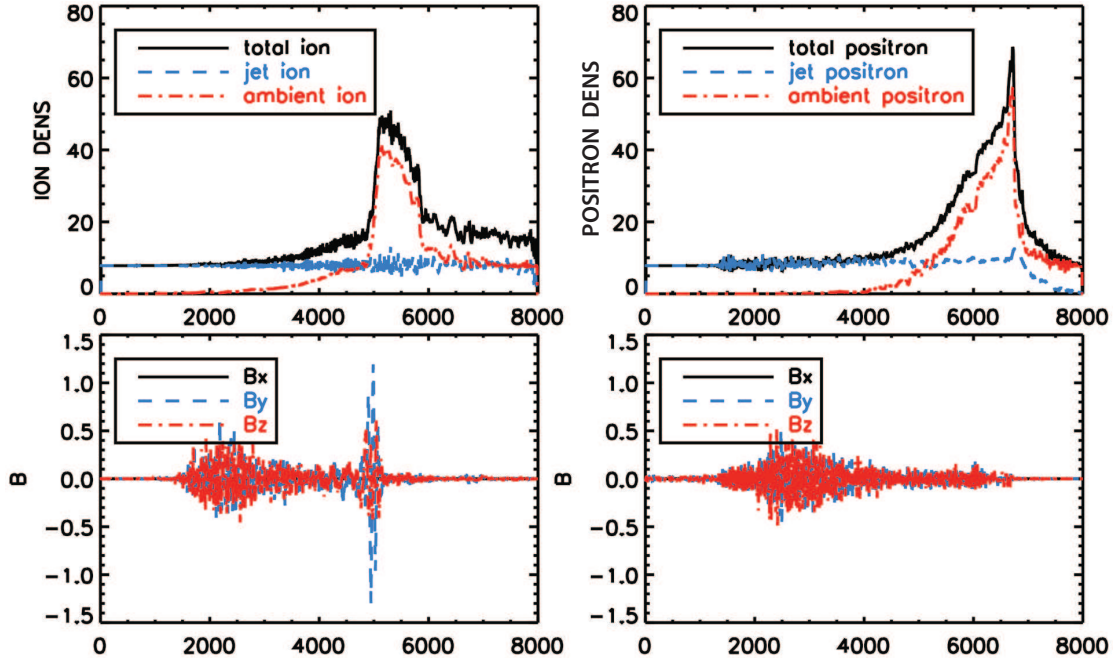 80
60
40
20
0
ION DENS
total ion
jet ion
ambient ion
0 2000 4000 6000 8000
80
60
40
20
0
POSITRON DENS
total positron
jet positron
ambient positron
0 2000 4000 6000 8000
1.5
1.0
0.5
0.0
−0.5
−1.0
−1.5
B
Bx
By
Bz
0 2000 4000 6000 8000
1.5
1.0
0.5
0.0
−0.5
−1.0
−1.5
B
Bx
By
Bz
0 2000 4000 6000 8000